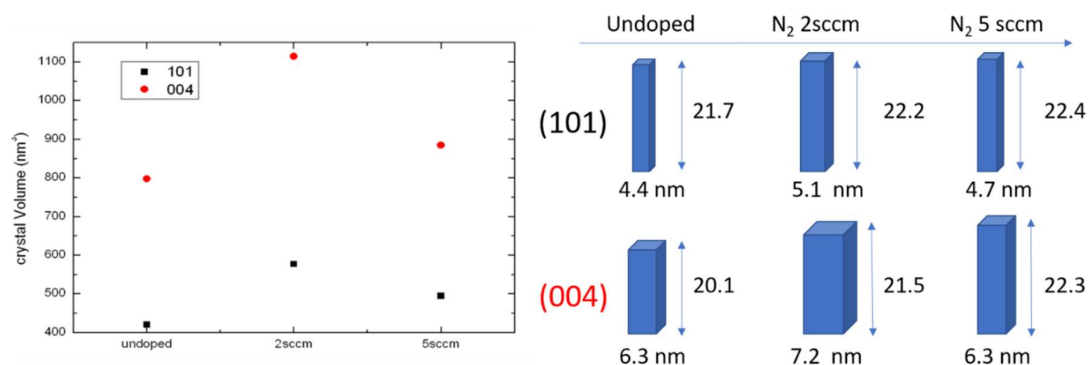 crystal Volume (nm³)
1100
1000
900
800
700
600
500
400
101
004
undoped
2sccm
5sccm
Undoped
N₂ 2sccm
N₂ 5 sccm
(101)
21.7
22.2
22.4
4.4 nm
5.1 nm
4.7 nm
(004)
20.1
21.5
22.3
6.3 nm
7.2 nm
6.3 nm